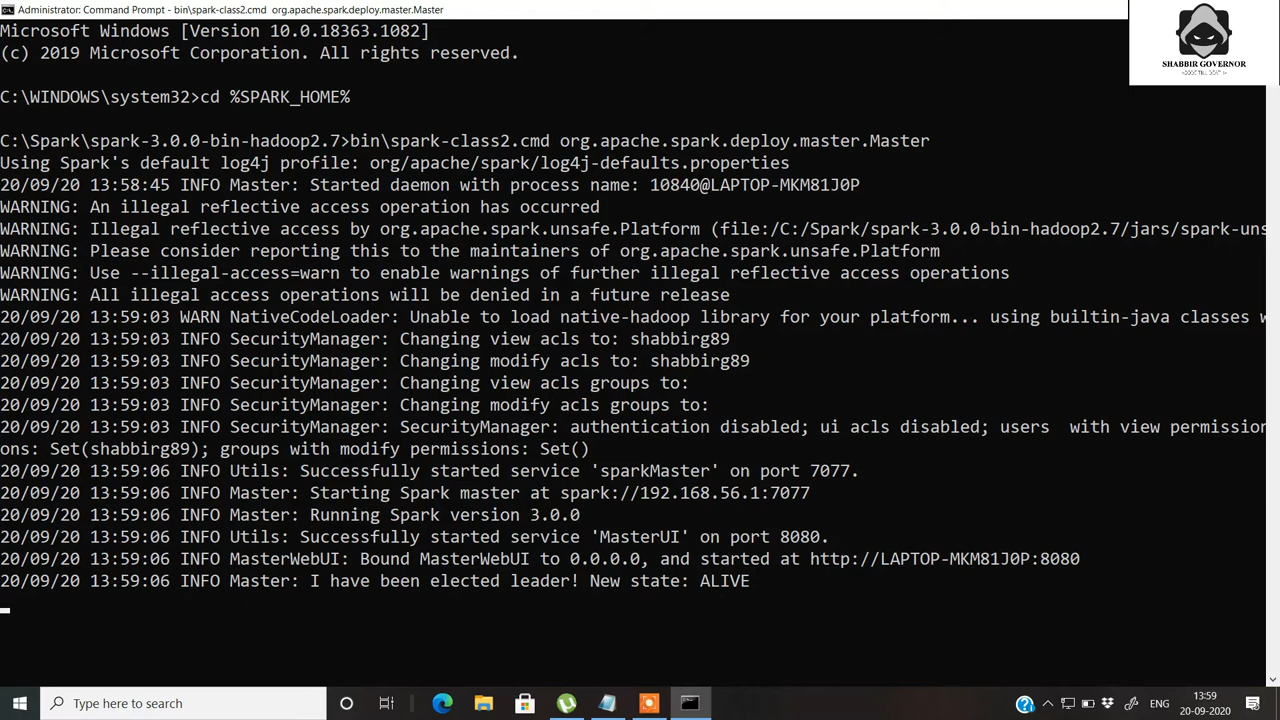 Administrator: Command Prompt - bin\spark-class2.cmd org.apache.spark.deploy.master.Master
Microsoft Windows [Version 10.0.18363.1082]
(c) 2019 Microsoft Corporation. All rights reserved.
SHABBIR GOVERNOR
C:\WINDOWS\system32>cd %SPARK_HOME%
C:\Spark\spark-3.0.0-bin-hadoop2.7>bin\spark-class2.cmd org.apache.spark.deploy.master.Master
Using Spark's default log4j profile: org/apache/spark/log4j-defaults.properties
20/09/20 13:58:45 INFO Master: Started daemon with process name: 10840@LAPTOP-MKM81J0P
WARNING: An illegal reflective access operation has occurred
WARNING: Illegal reflective access by org.apache.spark.unsafe.Platform (file:/C:/Spark/spark-3.0.0-bin-hadoop2.7/jars/spark-uns
WARNING: Please consider reporting this to the maintainers of org.apache.spark.unsafe.Platform
WARNING: Use --illegal-access=warn to enable warnings of further illegal reflective access operations
WARNING: All illegal access operations will be denied in a future release
20/09/20 13:59:03 WARN NativeCodeLoader: Unable to load native-hadoop library for your platform... using builtin-java classes w
20/09/20 13:59:03 INFO SecurityManager: Changing view acls to: shabbirg89
20/09/20 13:59:03 INFO SecurityManager: Changing modify acls to: shabbirg89
20/09/20 13:59:03 INFO SecurityManager: Changing view acls groups to:
20/09/20 13:59:03 INFO SecurityManager: Changing modify acls groups to:
20/09/20 13:59:03 INFO SecurityManager: SecurityManager: authentication disabled; ui acls disabled; users  with view permission
ons: Set(shabbirg89); groups with modify permissions: Set()
20/09/20 13:59:06 INFO Utils: Successfully started service 'sparkMaster' on port 7077.
20/09/20 13:59:06 INFO Master: Starting Spark master at spark://192.168.56.1:7077
20/09/20 13:59:06 INFO Master: Running Spark version 3.0.0
20/09/20 13:59:06 INFO Utils: Successfully started service 'MasterUI' on port 8080.
20/09/20 13:59:06 INFO MasterWebUI: Bound MasterWebUI to 0.0.0.0, and started at http://LAPTOP-MKM81J0P:8080
20/09/20 13:59:06 INFO Master: I have been elected leader! New state: ALIVE
Type here to search
ENG
13:59
20-09-2020